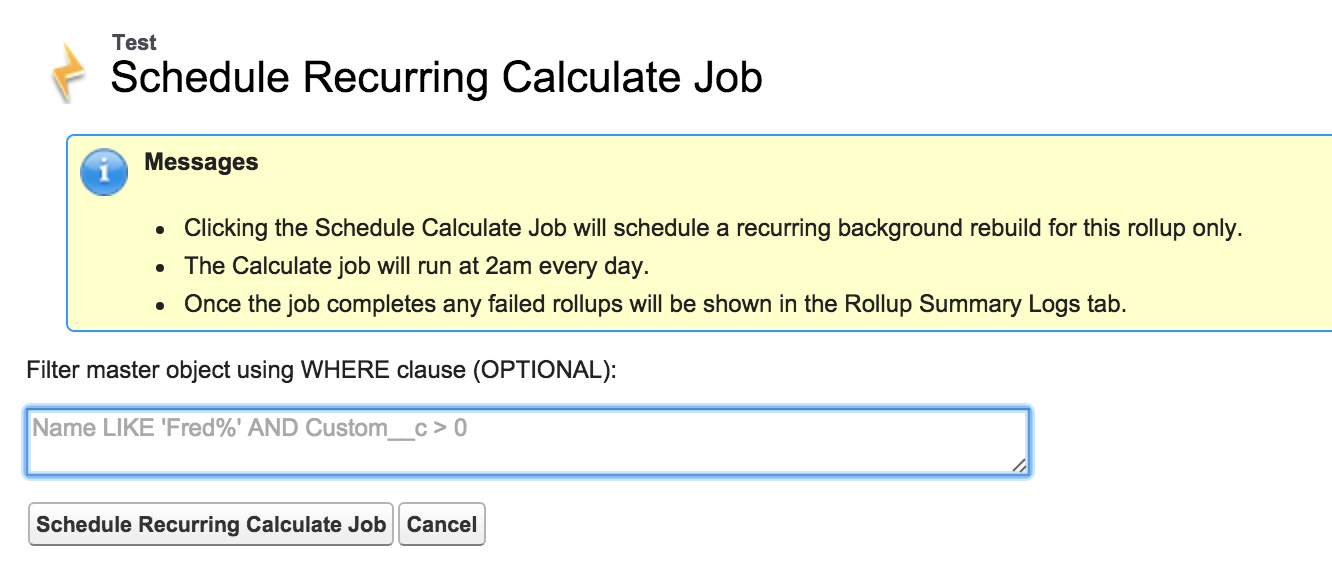 Test
Schedule Recurring Calculate Job
Messages
Clicking the Schedule Calculate Job will schedule a recurring background rebuild for this rollup only.
The Calculate job will run at 2am every day.
Once the job completes any failed rollups will be shown in the Rollup Summary Logs tab.
Filter master object using WHERE clause (OPTIONAL):
Name LIKE 'Fred%' AND Custom__c > 0
Schedule Recurring Calculate Job Cancel